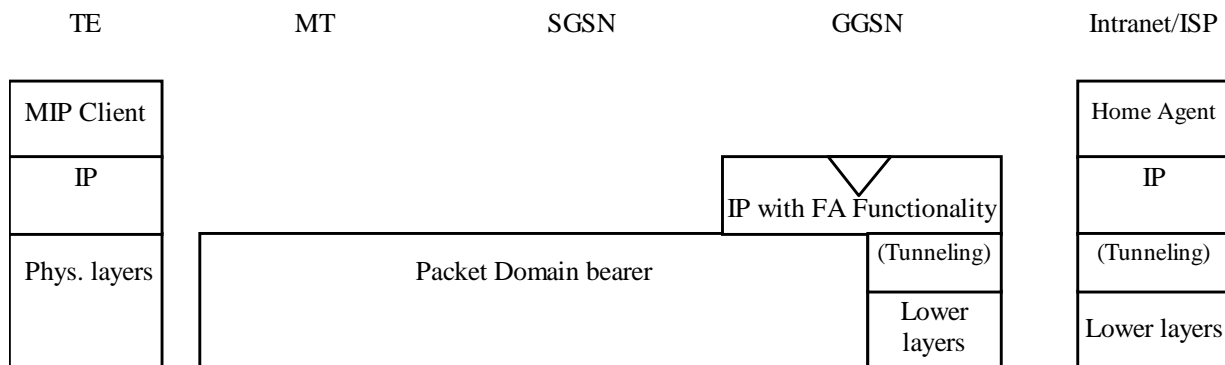 TE MT SGSN GGSN Intranet/ISP
MIP Client Home Agent
IP IP
IP with FA Functionality
Phys. layers Packet Domain bearer (Tunneling) (Tunneling)
Lower
layers
Lower layers